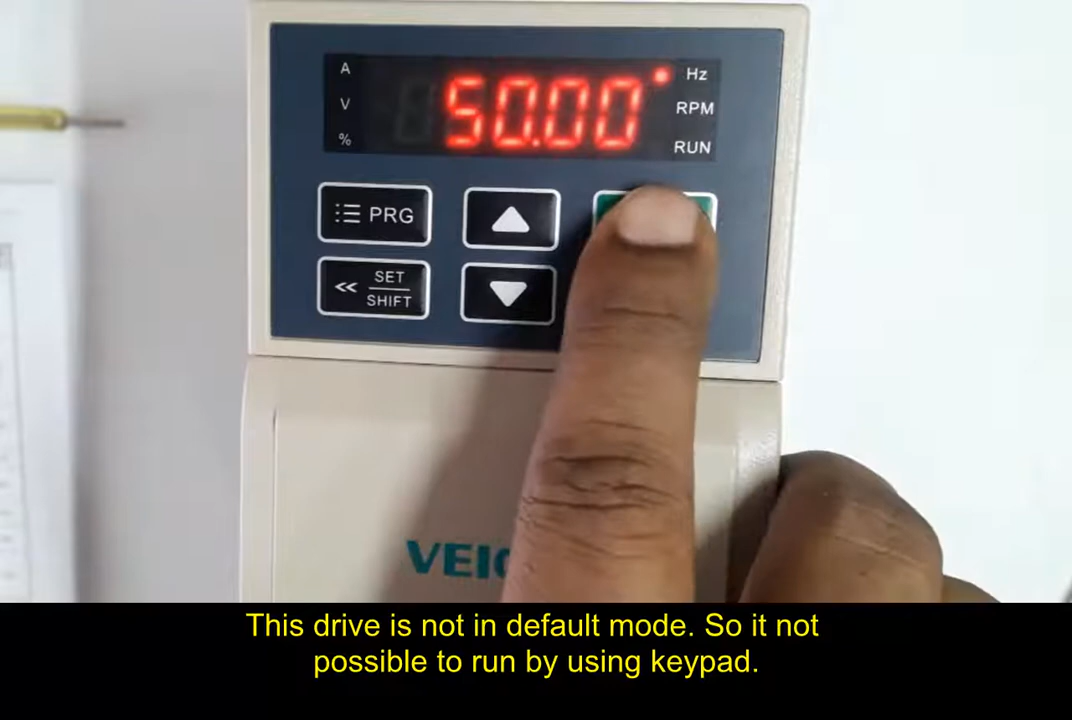 A
50.00
Hz
V
RPM
%
RUN
PRG
<< SET
SHIFT
This drive is not in default mode. So it not
possible to run by using keypad.